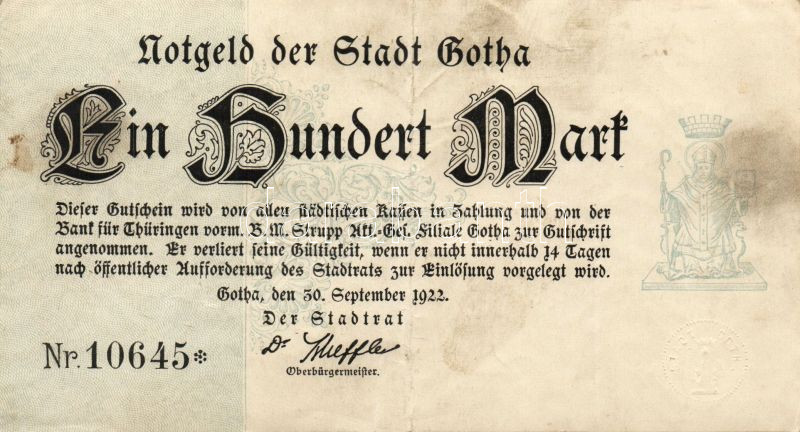 Notgeld der Stadt Gotha
Ein Hundert Mark
Dieser Gutschein wird von allen städtischen Kassen in Zahlung und von der
Bank für Thüringen vorm. B. M. Strupp Akt.-Ges. Filiale Gotha zur Gutschrift
angenommen. Er verliert seine Gültigkeit, wenn er nicht innerhalb 14 Tagen
nach öffentlicher Aufforderung des Stadtrats zur Einlösung vorgelegt wird.
Gotha, den 30. September 1922.
Der Stadtrat
Dr Scheffler
Oberbürgermeister.
Nr. 10645*